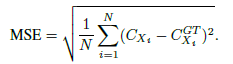 MSE = \sqrt{\frac{1}{N} \sum_{i=1}^{N} (C_{X_i} - C_{X_i}^{GT})^2}.